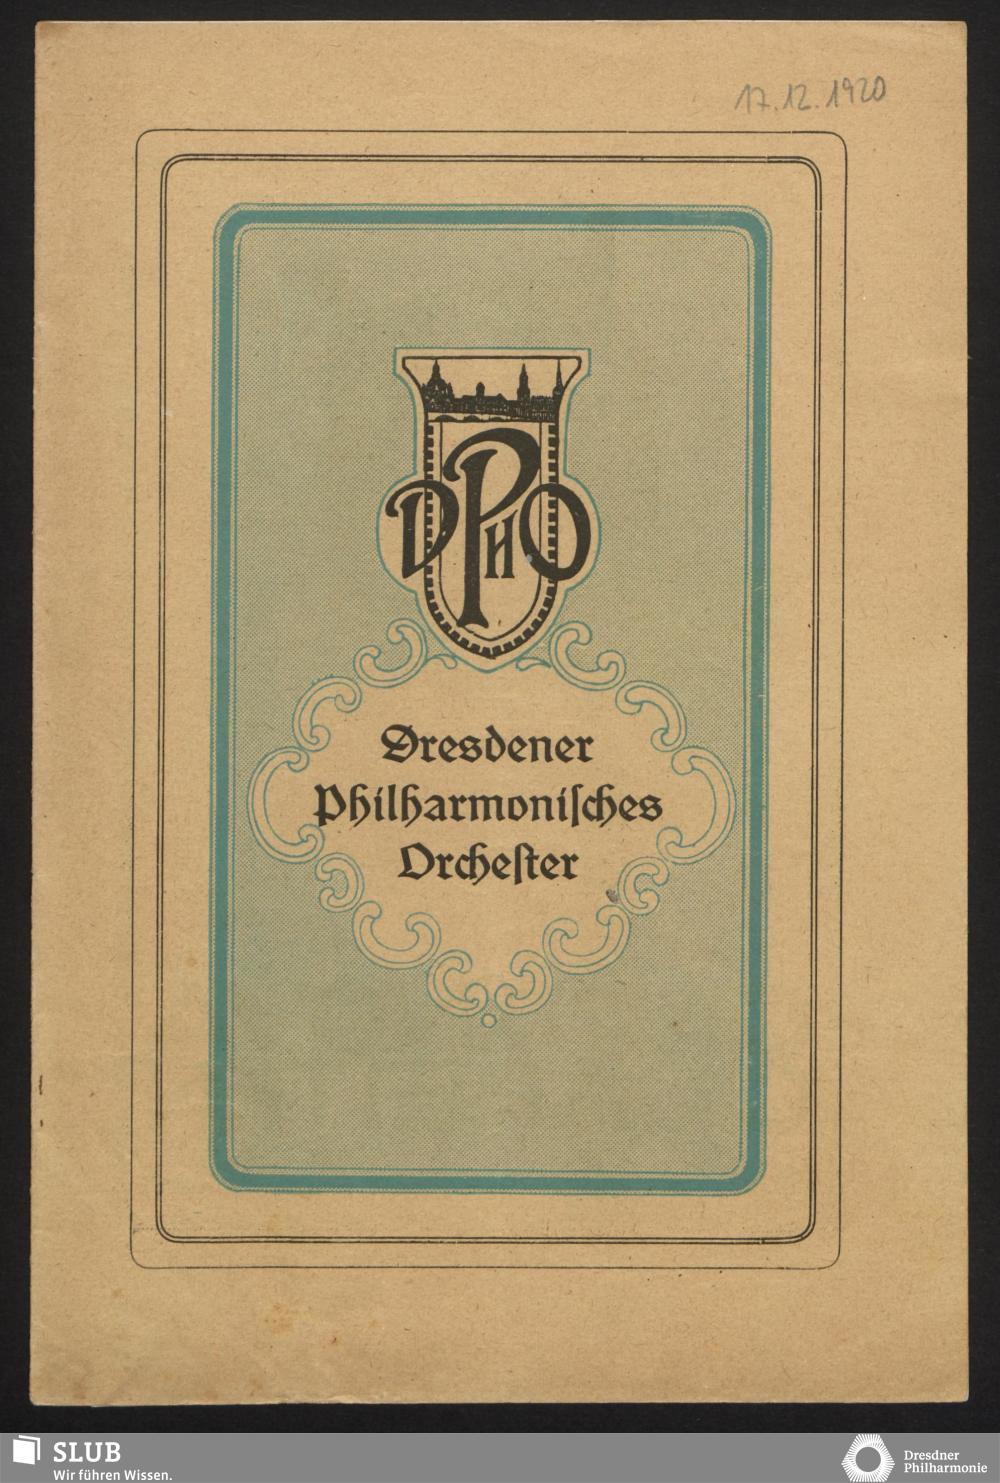 17.12.1920
DPHO
Dresdener
Philharmoniſches
Orcheſter
SLUB
Wir führen Wissen.
Dresdner
Philharmonie